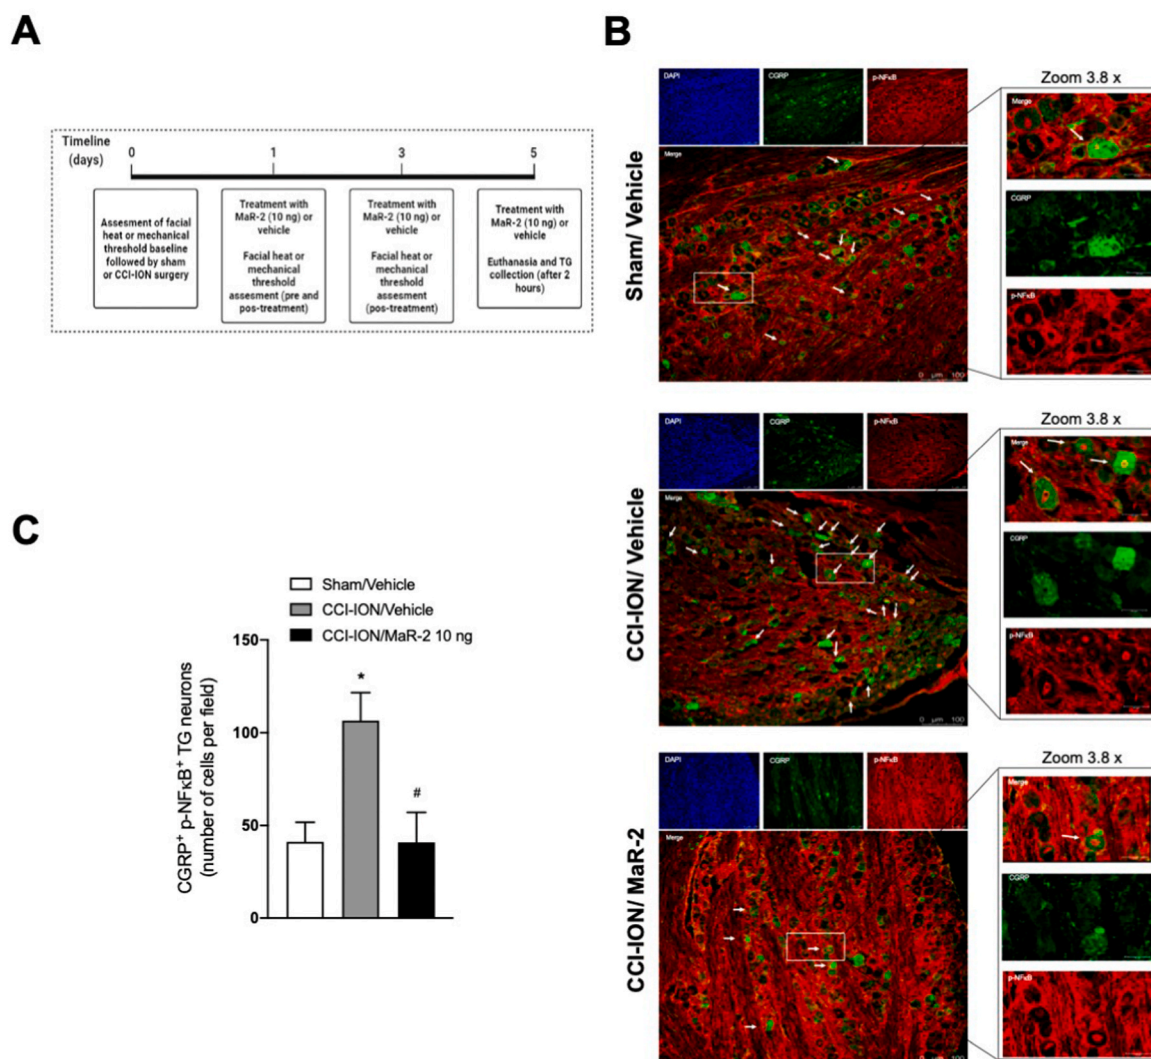 A
Timeline
(days)
0
1
3
5
Assesment of facial
heat or mechanical
threshold baseline
followed by sham
or CCI-ION surgery
Treatment with
MaR-2 (10 ng) or
vehicle
Facial heat or
mechanical
threshold
assesment (pre and
pos-treatment)
Treatment with
MaR-2 (10 ng) or
vehicle
Facial heat or
mechanical
threshold
assesment
(pos-treatment)
Treatment with
MaR-2 (10 ng) or
vehicle
Euthanasia and TG
collection (after 2
hours)
B
Sham/ Vehicle
DAPI
CGRP
p-NFκB
Merge
0 µm 100
Zoom 3.8 x
Merge
CGRP
p-NFκB
CCI-ION/ Vehicle
DAPI
CGRP
p-NFκB
Merge
0 µm 100
Zoom 3.8 x
Merge
CGRP
p-NFκB
CCI-ION/ MaR-2
DAPI
CGRP
p-NFκB
Merge
0 µm 100
Zoom 3.8 x
Merge
CGRP
p-NFκB
C
Sham/Vehicle
CCI-ION/Vehicle
CCI-ION/MaR-2 10 ng
CGRP+ p-NFκB+ TG neurons
(number of cells per field)
150
100
50
0
*
#